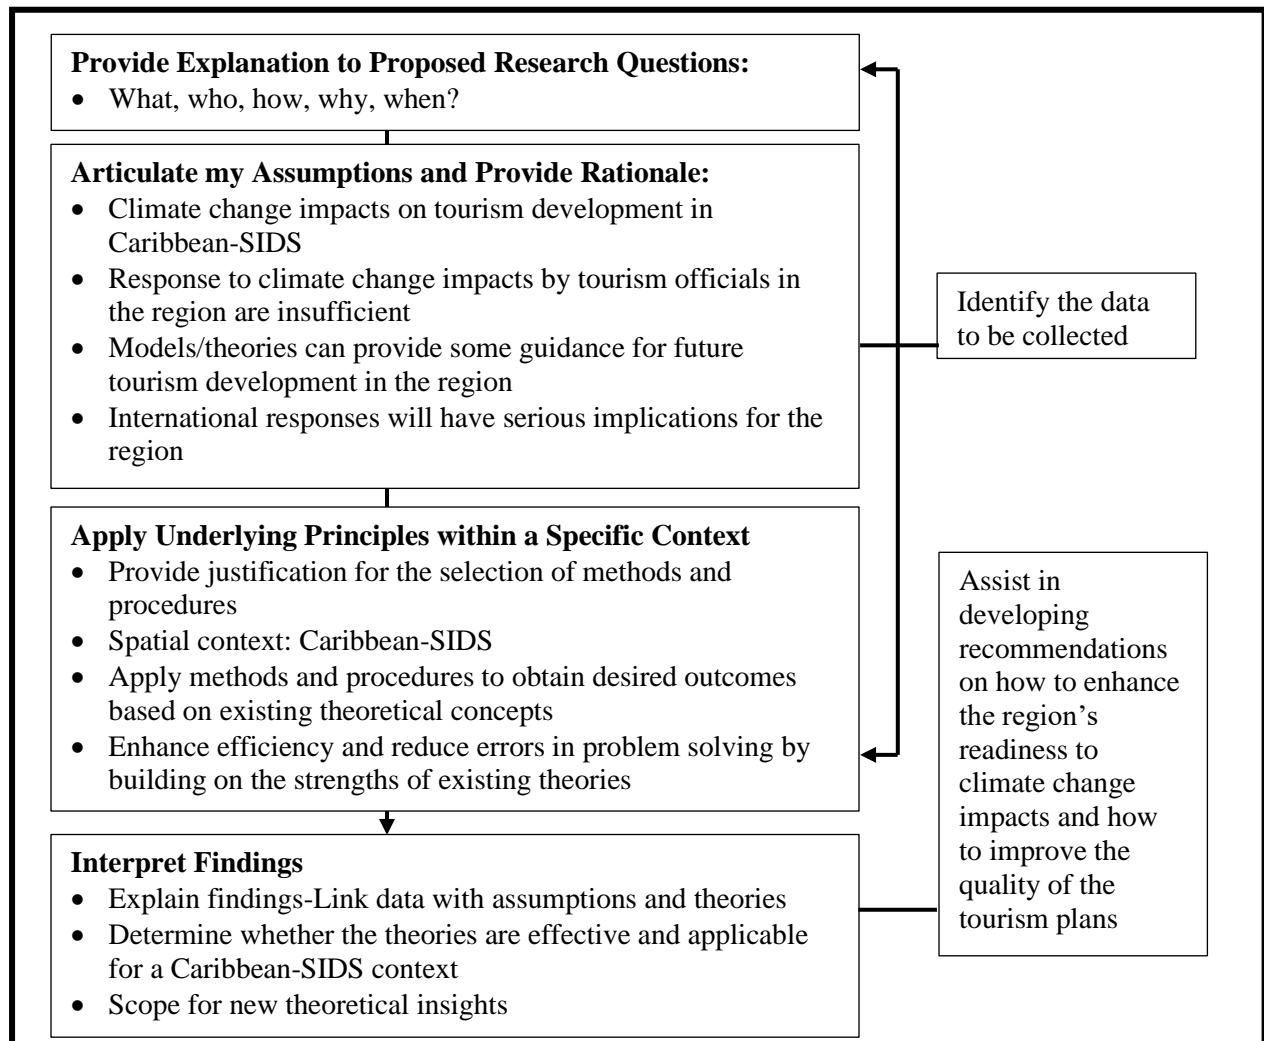 Provide Explanation to Proposed Research Questions:
• What, who, how, why, when?
Articulate my Assumptions and Provide Rationale:
• Climate change impacts on tourism development in
Caribbean-SIDS
• Response to climate change impacts by tourism officials in
the region are insufficient
• Models/theories can provide some guidance for future
tourism development in the region
• International responses will have serious implications for the
region
Identify the data
to be collected
Apply Underlying Principles within a Specific Context
• Provide justification for the selection of methods and
procedures
• Spatial context: Caribbean-SIDS
• Apply methods and procedures to obtain desired outcomes
based on existing theoretical concepts
• Enhance efficiency and reduce errors in problem solving by
building on the strengths of existing theories
Assist in
developing
recommendations
on how to enhance
the region’s
readiness to
climate change
impacts and how
to improve the
quality of the
tourism plans
Interpret Findings
• Explain findings-Link data with assumptions and theories
• Determine whether the theories are effective and applicable
for a Caribbean-SIDS context
• Scope for new theoretical insights